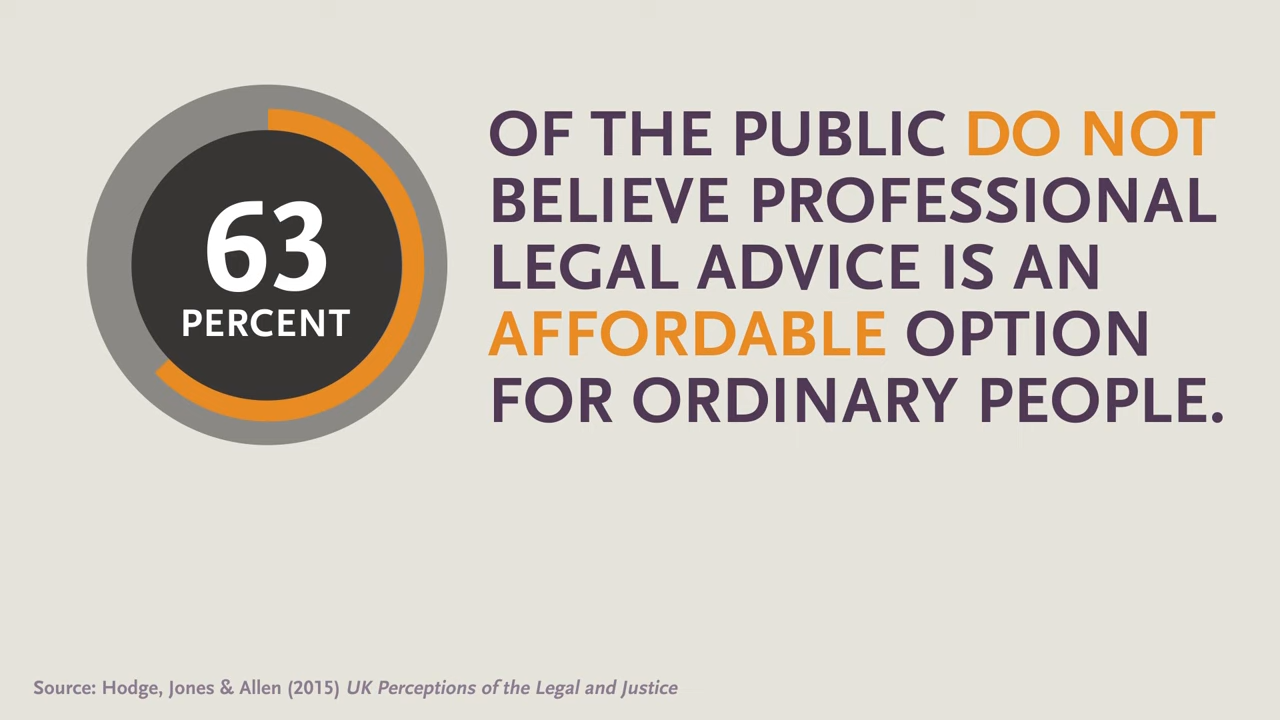 63
PERCENT
OF THE PUBLIC DO NOT
BELIEVE PROFESSIONAL
LEGAL ADVICE IS AN
AFFORDABLE OPTION
FOR ORDINARY PEOPLE.
Source: Hodge, Jones & Allen (2015) UK Perceptions of the Legal and Justice